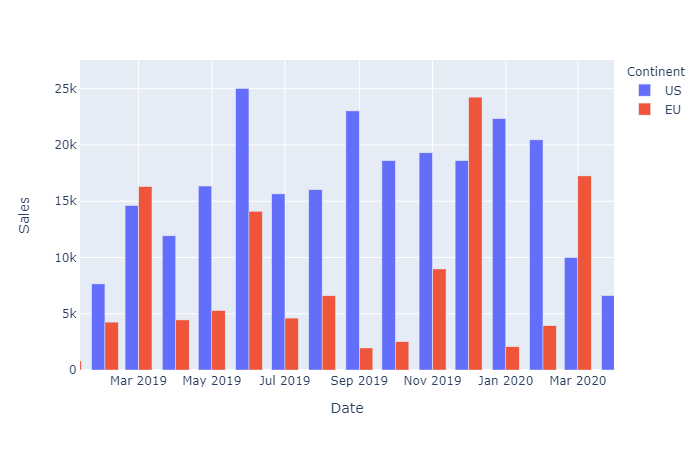 Continent
US
EU
25k
20k
15k
10k
5k
0
Sales
Mar 2019 May 2019 Jul 2019 Sep 2019 Nov 2019 Jan 2020 Mar 2020
Date